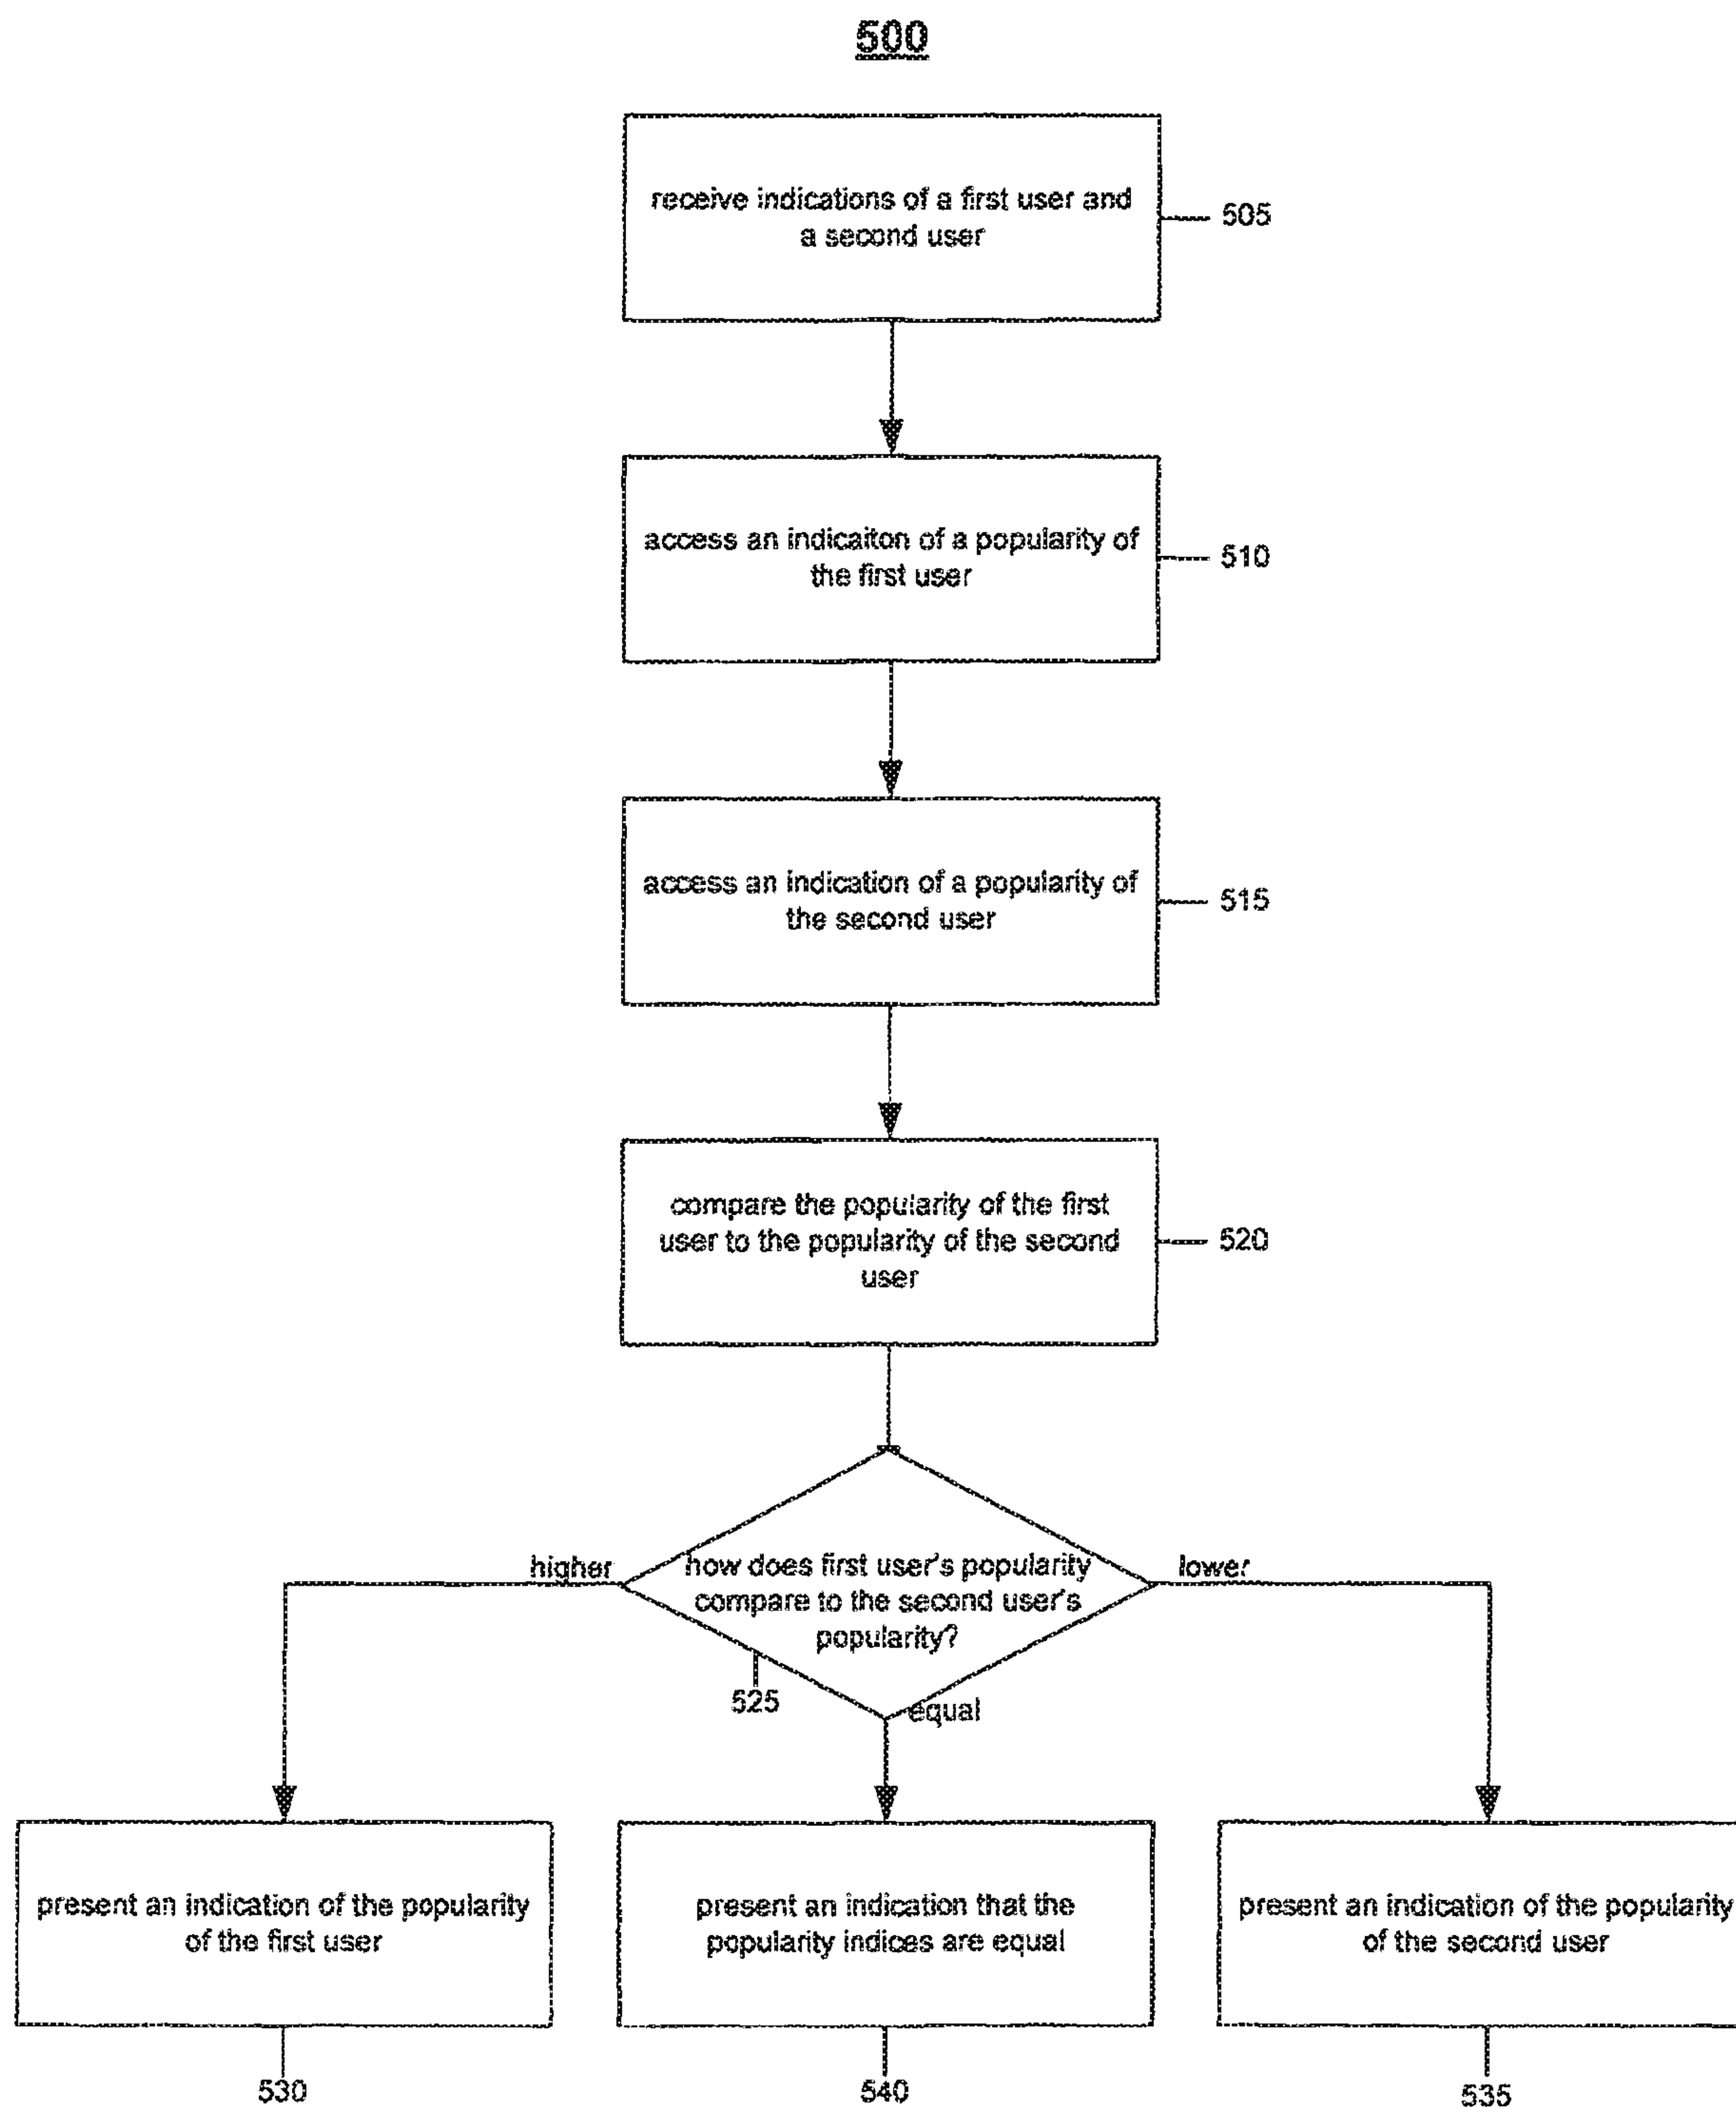 500
receive indications of a first user and
a second user
505
access an indicaiton of a popularity of
the first user
510
access an indication of a popularity of
the second user
515
compare the popularity of the first
user to the popularity of the second
user
520
higher
how does first user's popularity
compare to the second user's
popularity?
lower
525
equal
present an indication of the popularity
of the first user
present an indication that the
popularity indices are equal
present an indication of the popularity
of the second user
530
540
535